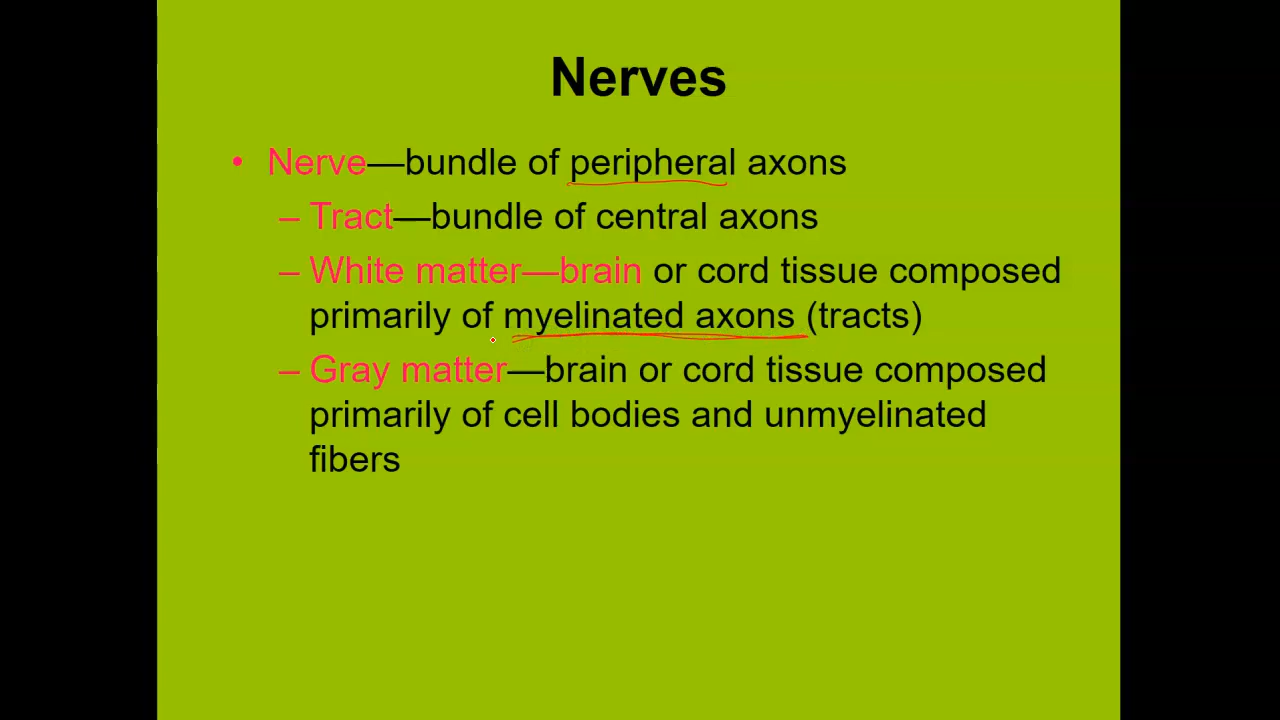 Nerves
• Nerve—bundle of peripheral axons
– Tract—bundle of central axons
– White matter—brain or cord tissue composed
primarily of myelinated axons (tracts)
– Gray matter—brain or cord tissue composed
primarily of cell bodies and unmyelinated
fibers